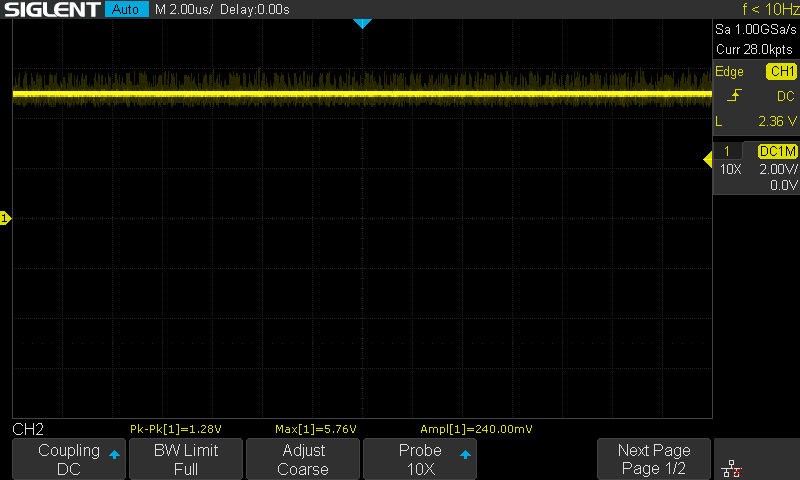 SIGLENT Auto M 2.00us/ Delay:0.00s f < 10Hz
Sa 1.00GSa/s
Curr 28.0kpts
Edge CH1
DC
L 2.36 V
1 DC1M
10X 2.00V/
0.0V
1
CH2 Pk-Pk[1]=1.28V Max[1]=5.76V Ampl[1]=240.00mV
Coupling BW Limit Adjust Probe Next Page
DC Full Coarse 10X Page 1/2